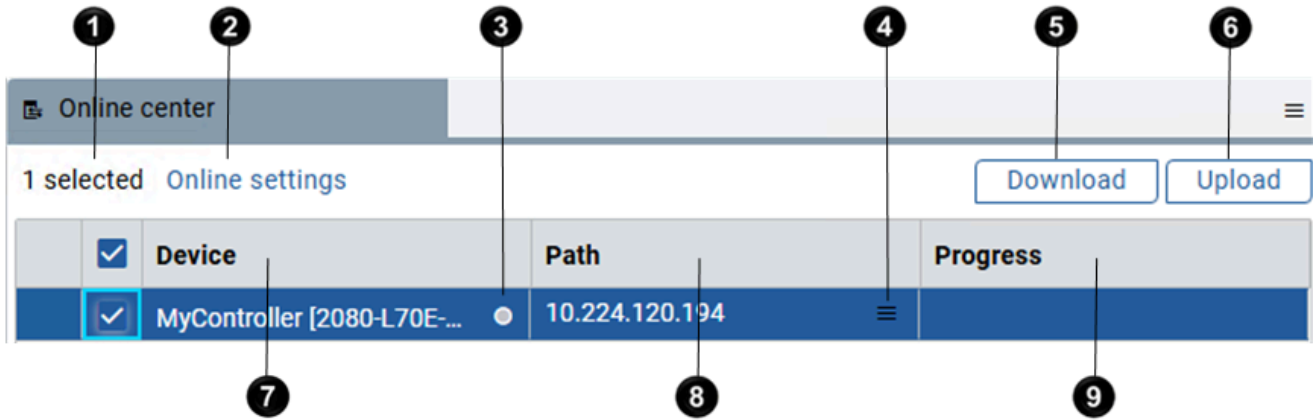 1 2 3 4 5 6
Online center
1 selected Online settings Download Upload
Device Path Progress
MyController [2080-L70E-... 10.224.120.194
7 8 9